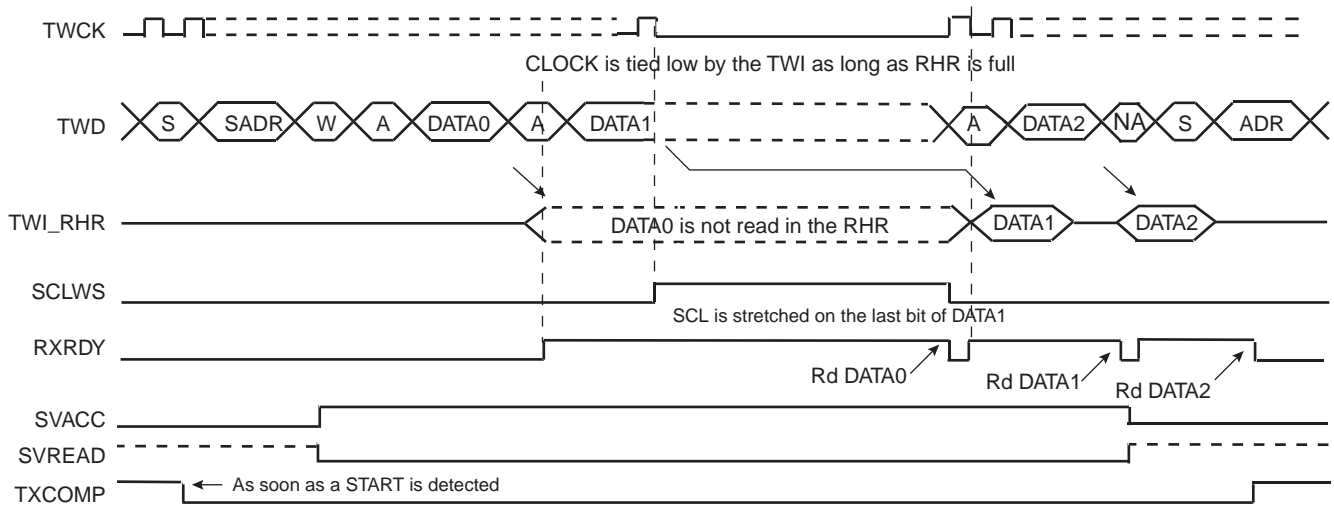 TWCK
CLOCK is tied low by the TWI as long as RHR is full
TWD S SADR W A DATA0 A DATA1 A DATA2 NA S ADR
TWI_RHR DATA0 is not read in the RHR DATA1 DATA2
SCLWS
SCL is stretched on the last bit of DATA1
RXRDY
Rd DATA0 Rd DATA1 Rd DATA2
SVACC
SVREAD
As soon as a START is detected
TXCOMP